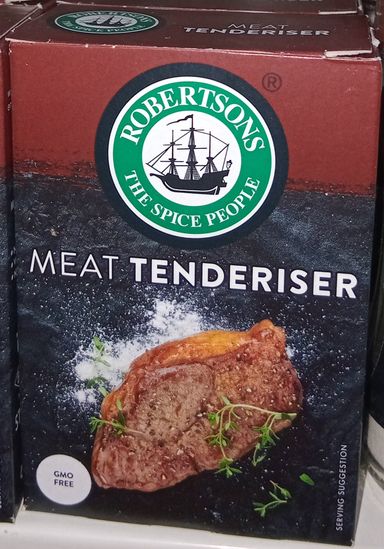 MEAT
TENDERISER
®
ROBERTSONS
THE SPICE PEOPLE
MEAT TENDERISER
GMO
FREE
SERVING SUGGESTION